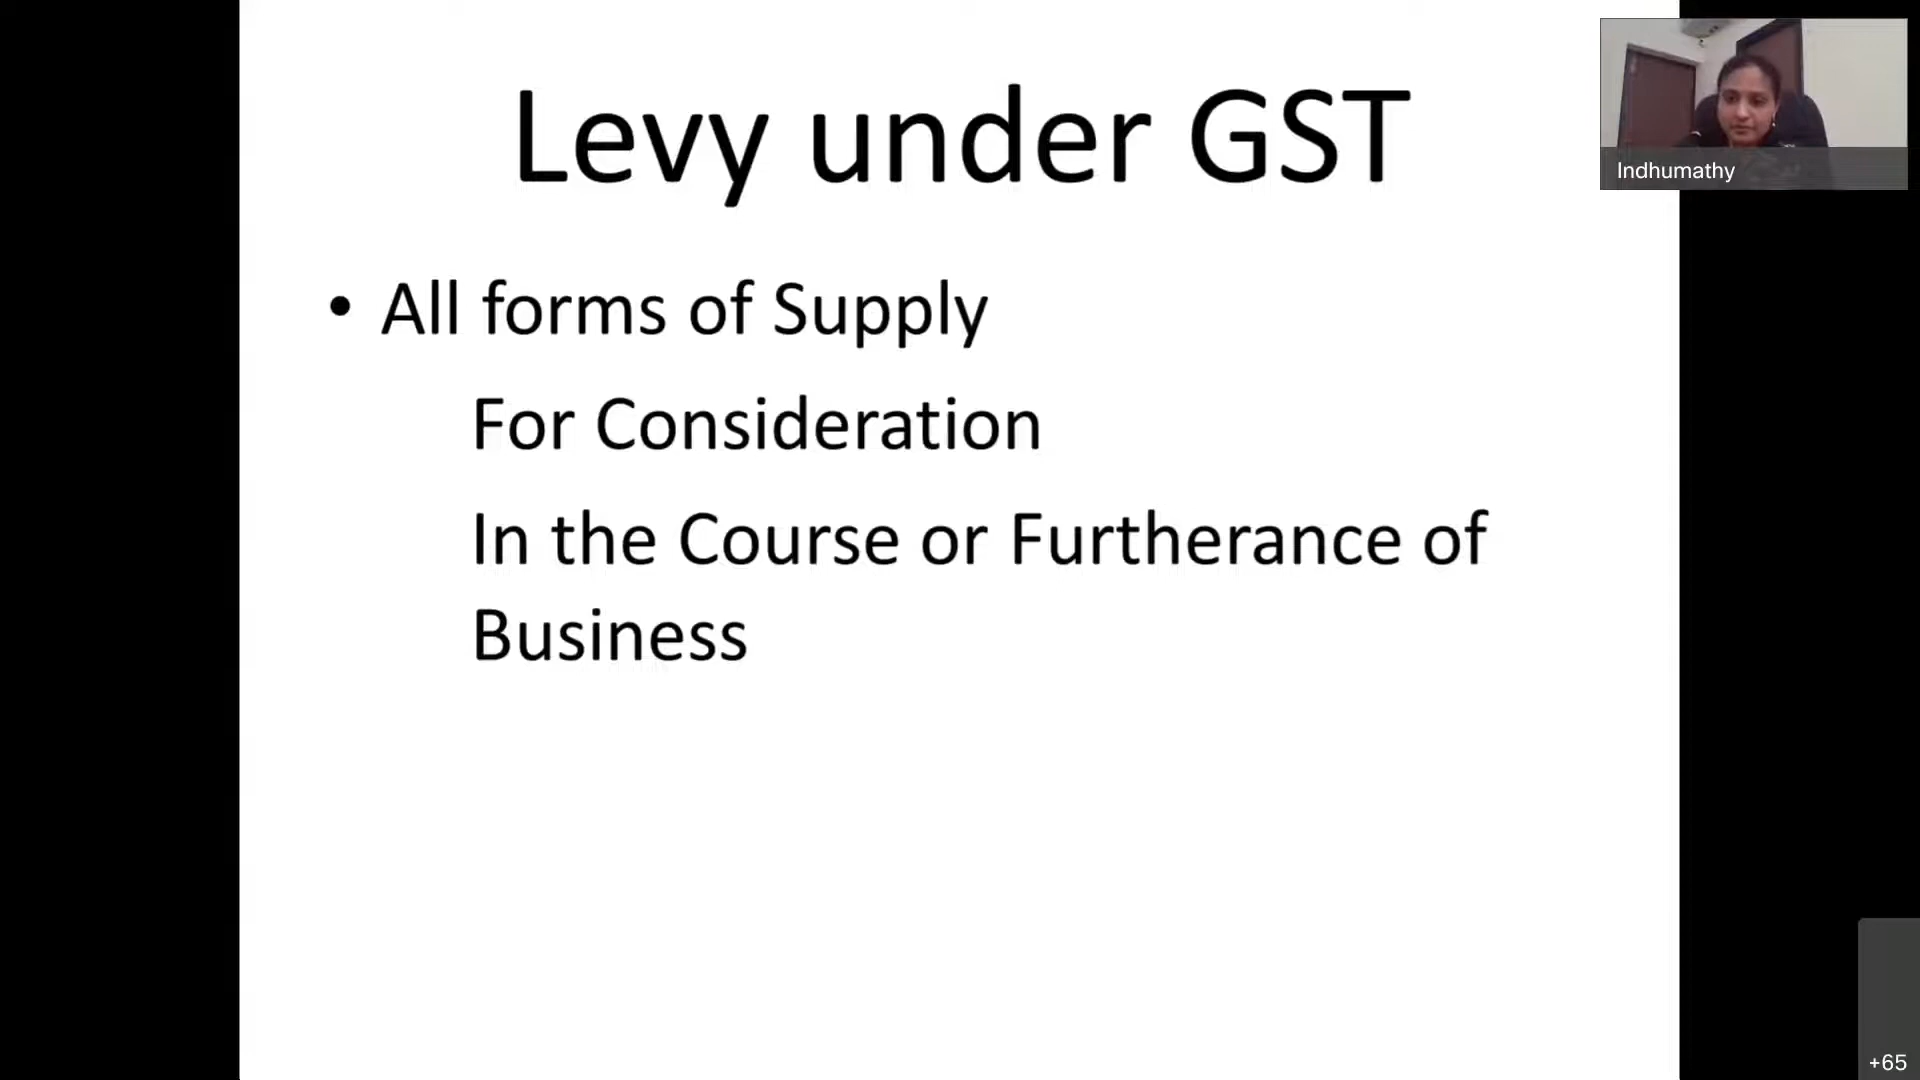 Levy under GST
• All forms of Supply
For Consideration
In the Course or Furtherance of
Business
Indhumathy
+65